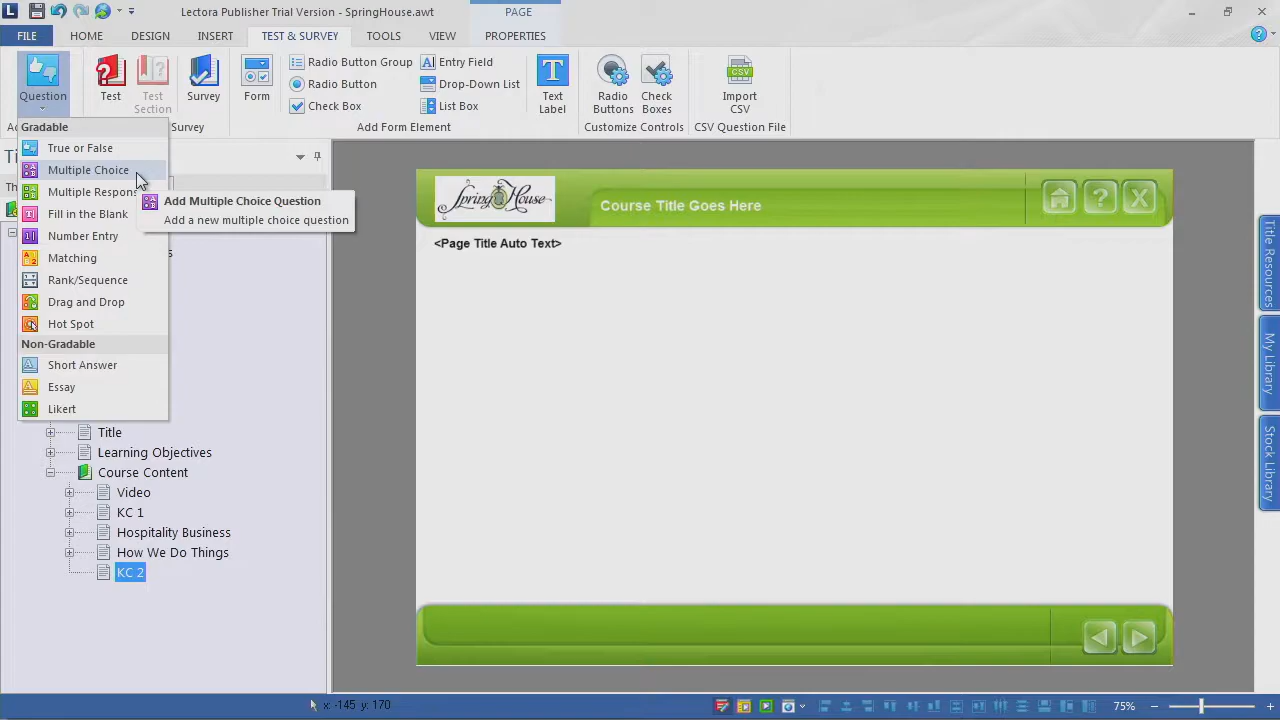 Lectora Publisher Trial Version - SpringHouse.awt
PAGE
FILE
HOME
DESIGN
INSERT
TEST & SURVEY
TOOLS
VIEW
PROPERTIES
Question
Test
Test Section
Survey
Form
Radio Button Group
Radio Button
Check Box
Entry Field
Drop-Down List
List Box
Text Label
Radio Buttons
Check Boxes
Import CSV
Survey
Add Form Element
Customize Controls
CSV Question File
Gradable
True or False
Multiple Choice
Multiple Respons
Fill in the Blank
Number Entry
Matching
Rank/Sequence
Drag and Drop
Hot Spot
Non-Gradable
Short Answer
Essay
Likert
Add Multiple Choice Question
Add a new multiple choice question
Title
Learning Objectives
Course Content
Video
KC 1
Hospitality Business
How We Do Things
KC 2
Spring House
Course Title Goes Here
<Page Title Auto Text>
Title Resources
My Library
Stock Library
x: -145 y: 170
75%